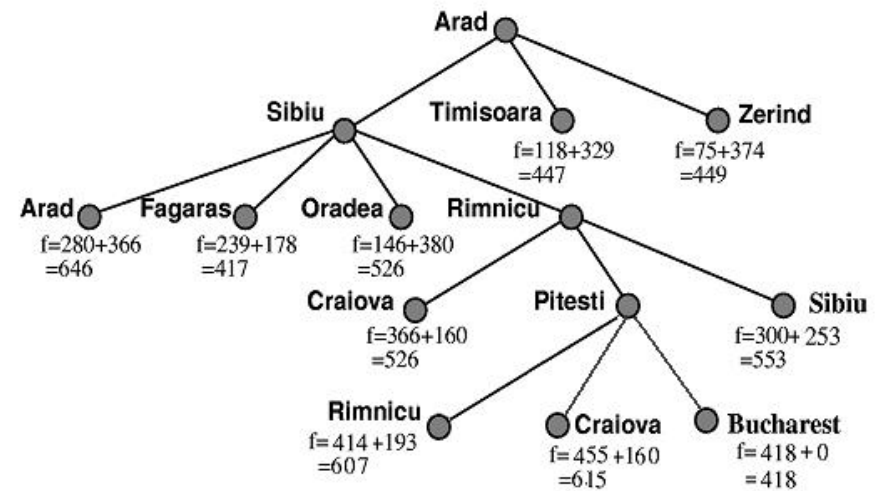 Arad
Sibiu
Timisoara
Zerind
f=118+329
=447
f=75+374
=449
Arad
Fagaras
Oradea
Rimnicu
f=280+366
=646
f=239+178
=417
f=146+380
=526
Craiova
Pitesti
Sibiu
f=366+160
=526
f=300+ 253
=553
Rimnicu
Craiova
Bucharest
f= 414 +193
=607
f= 455 +160
=615
f= 418 + 0
= 418